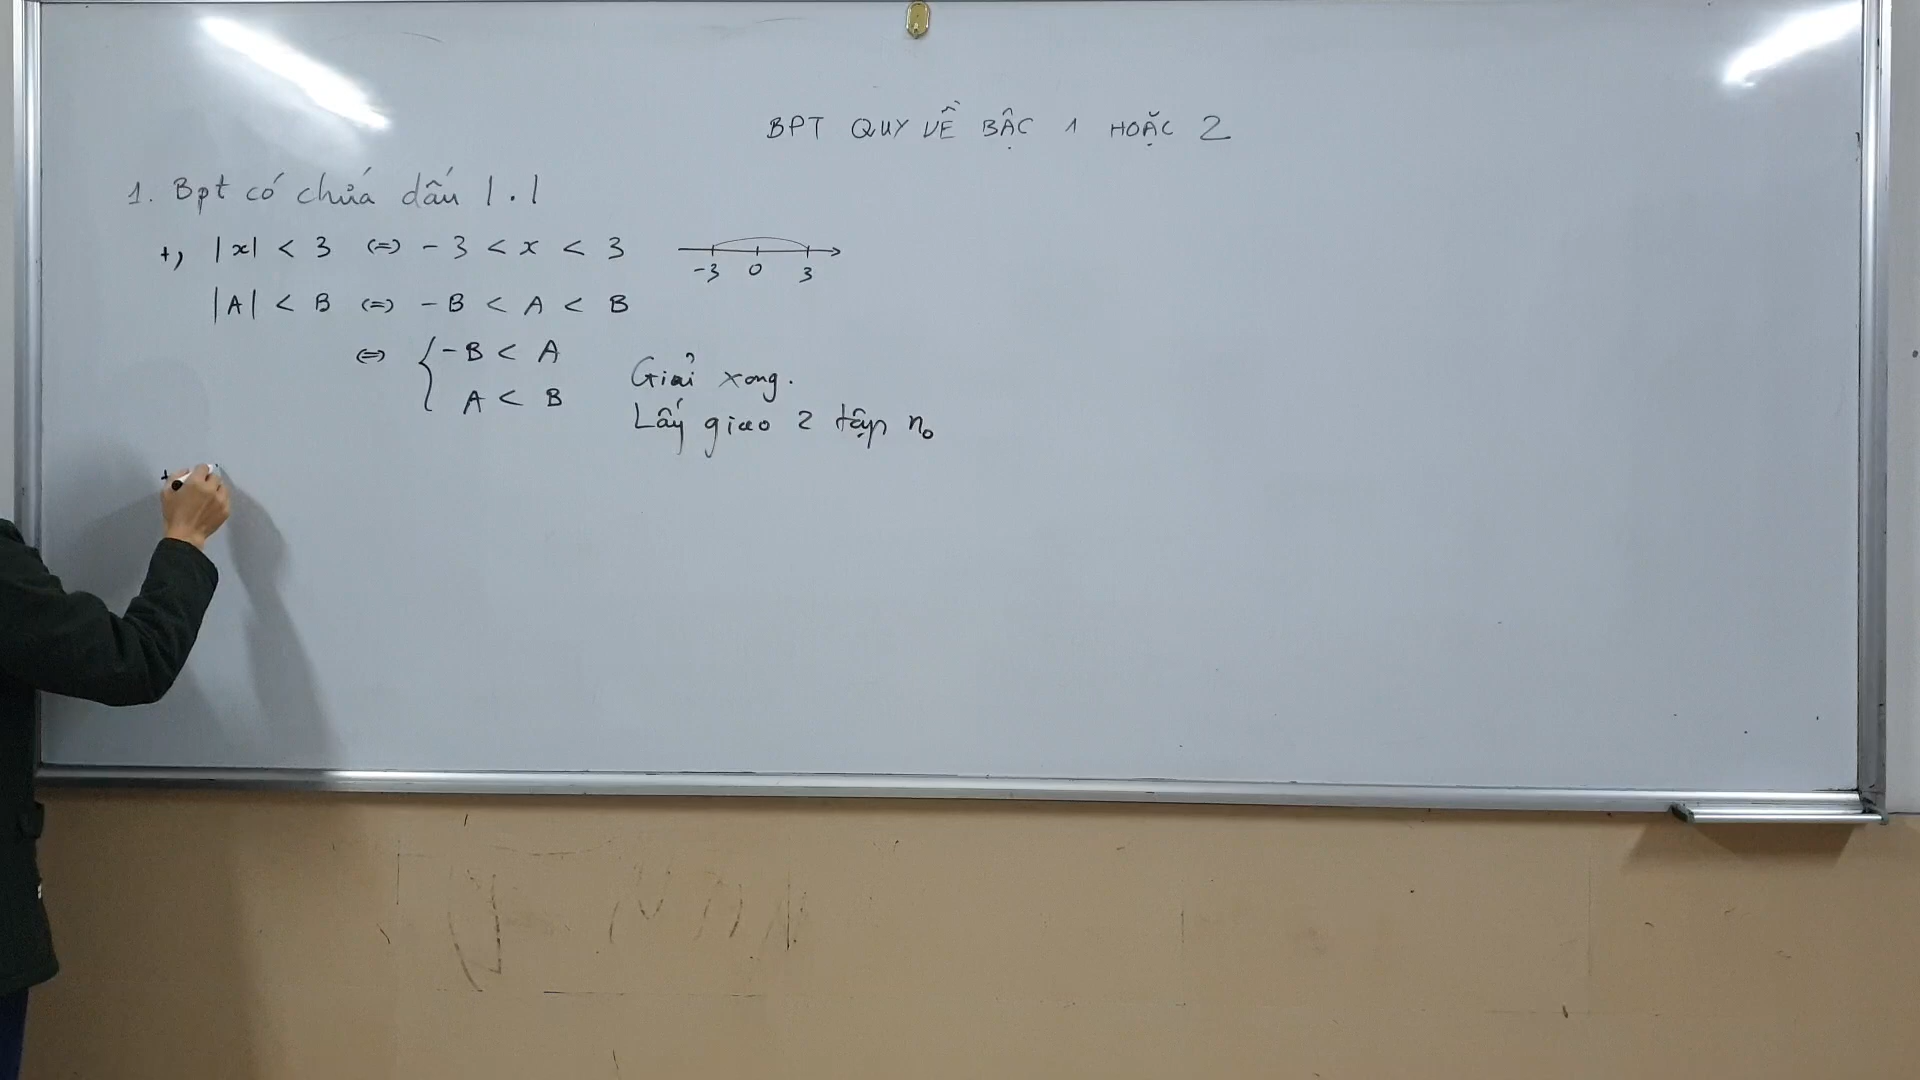 BPT QUY VỀ BẬC 1 HOẶC 2
1. Bpt có chứa dấu |.|
+, |x| < 3 (=) -3 < x < 3
-3 0 3
|A| < B (=) -B < A < B
(=) { -B < A
A < B
Giải xong.
Lấy giao 2 tập n₀
+